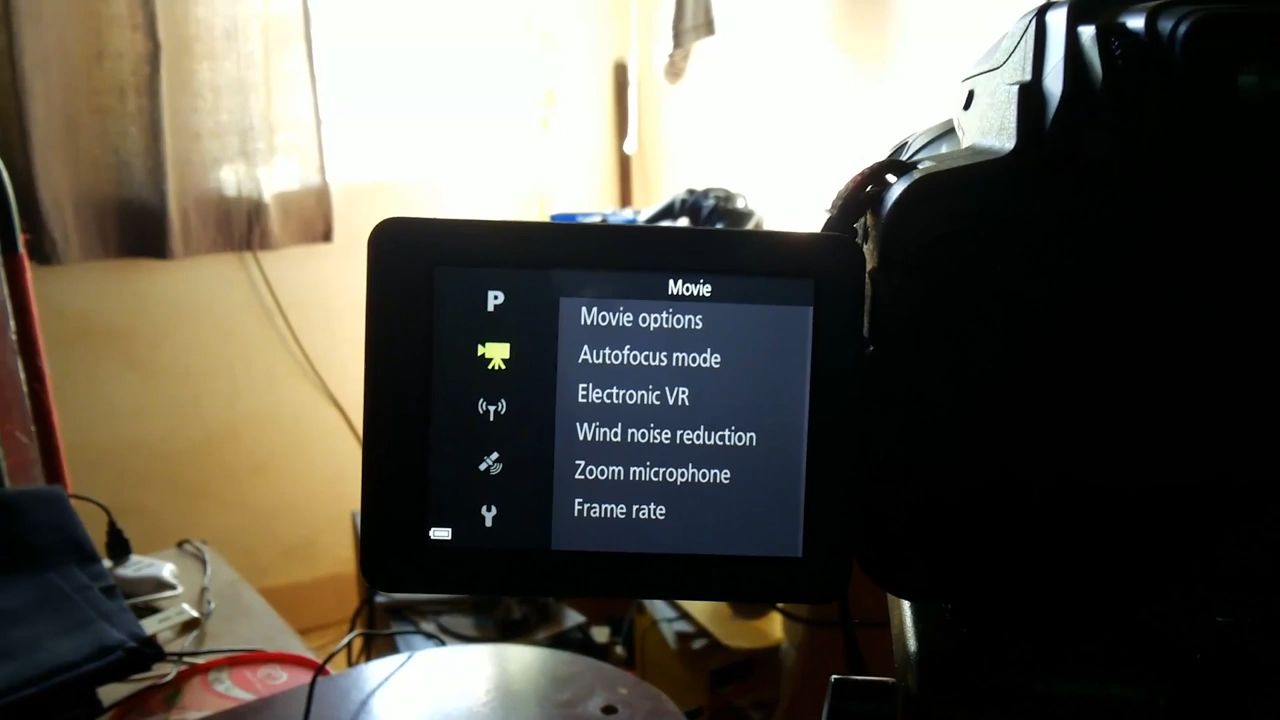 Movie
P
Movie options
Autofocus mode
Electronic VR
Wind noise reduction
Zoom microphone
Frame rate